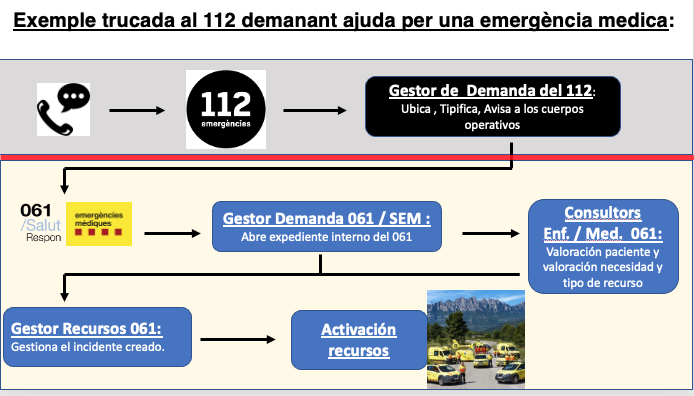 Exemple trucada al 112 demanant ajuda per una emergència medica:
112
emergències
Gestor de Demanda del 112:
Ubica , Tipifica, Avisa a los cuerpos
operativos
061
/Salut
Respon
emergències
mèdiques
Gestor Demanda 061 / SEM :
Abre expediente interno del 061
Consultors
Enf. / Med. 061:
Valoración paciente y
valoración necesidad y
tipo de recurso
Gestor Recursos 061:
Gestiona el incidente creado.
Activación
recursos